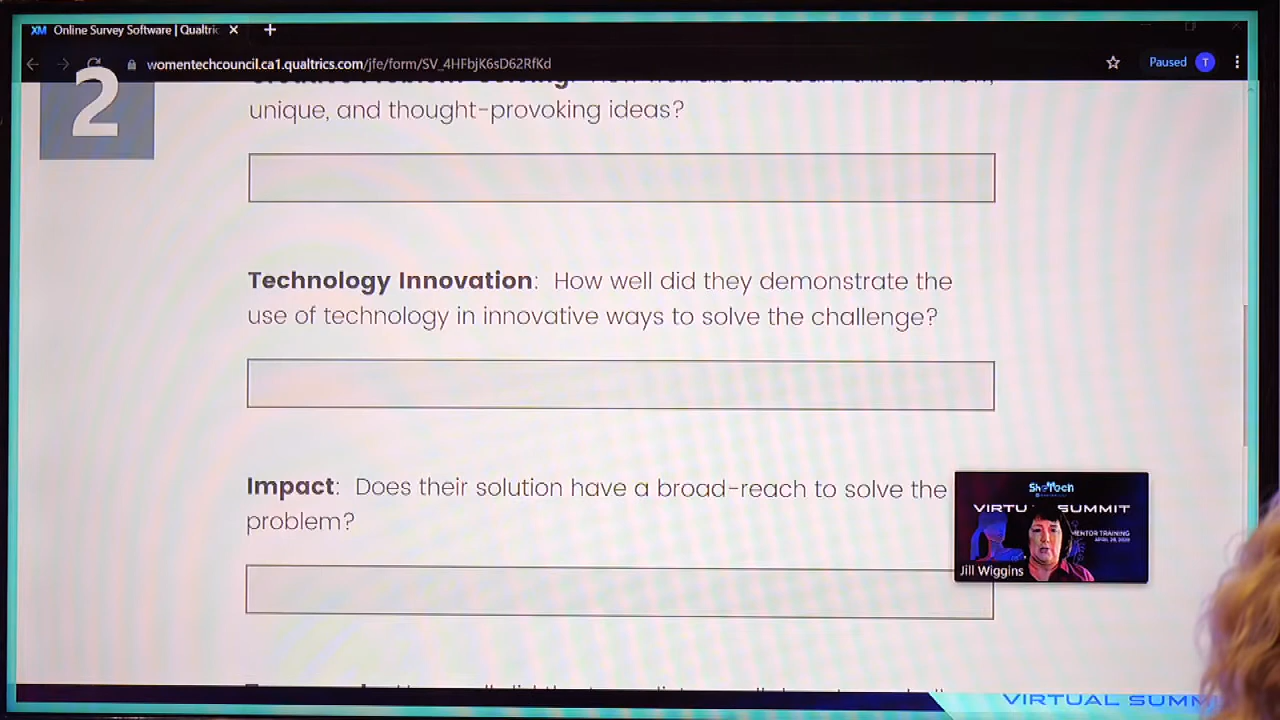 XM Online Survey Software | Qualtric
womentechcouncil.ca1.qualtrics.com/jfe/form/SV_4HFbjK6sD62RfKd
Paused T
2
unique, and thought-provoking ideas?
Technology Innovation: How well did they demonstrate the
use of technology in innovative ways to solve the challenge?
Impact: Does their solution have a broad-reach to solve the
problem?
SheTech
VIRTU SUMMIT
MENTOR TRAINING
Jill Wiggins
VIRTUAL SUMM